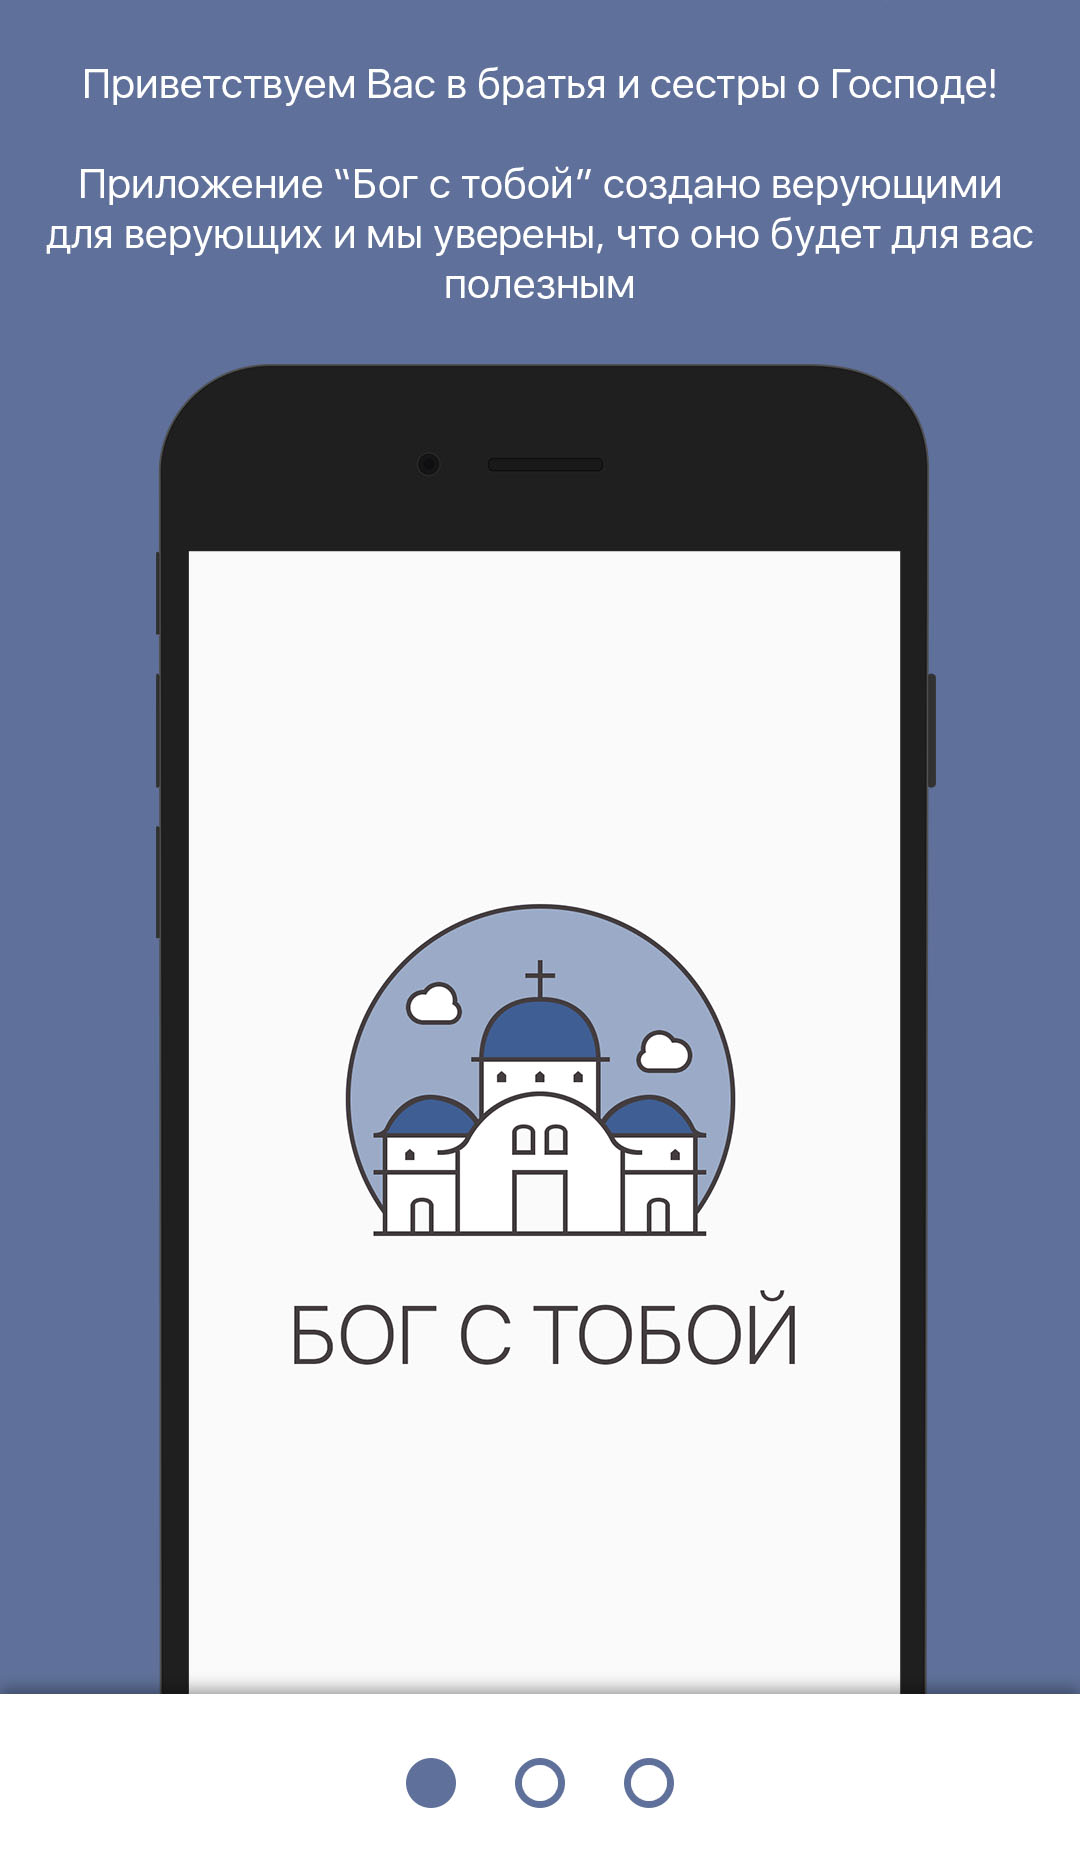 Приветствуем Вас в братья и сестры о Господе!
Приложение “Бог с тобой” создано верующими
для верующих и мы уверены, что оно будет для вас
полезным
БОГ С ТОБОЙ